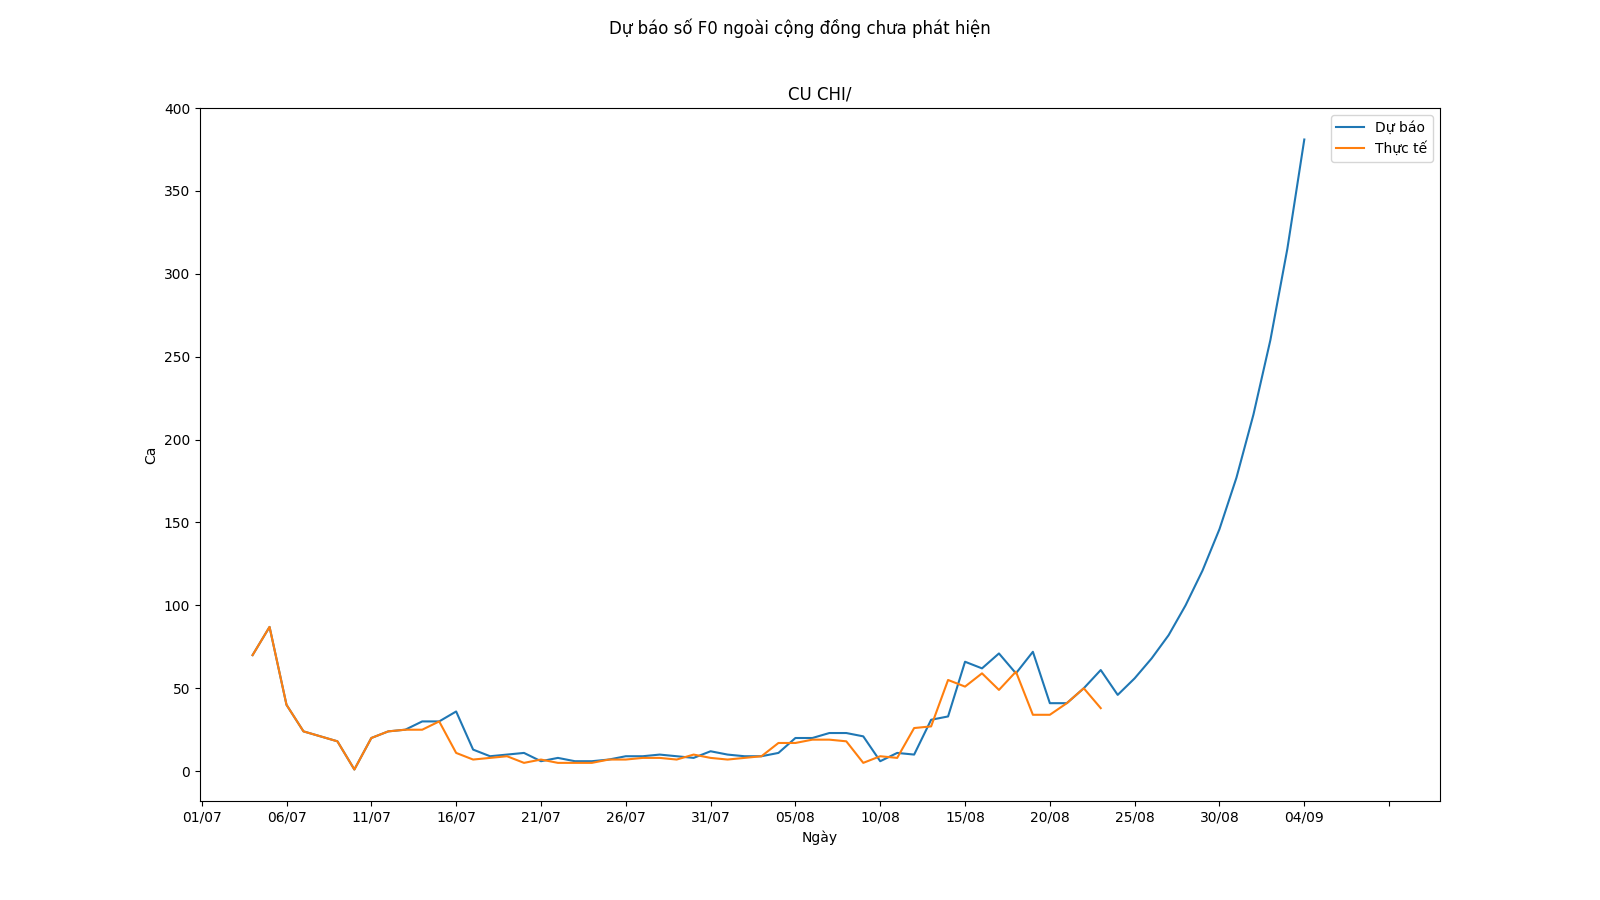 Dự báo số F0 ngoài cộng đồng chưa phát hiện
CU CHI/
Dự báo
Thực tế
400
350
300
250
200
150
100
50
0
Ca
01/07 06/07 11/07 16/07 21/07 26/07 31/07 05/08 10/08 15/08 20/08 25/08 30/08 04/09
Ngày